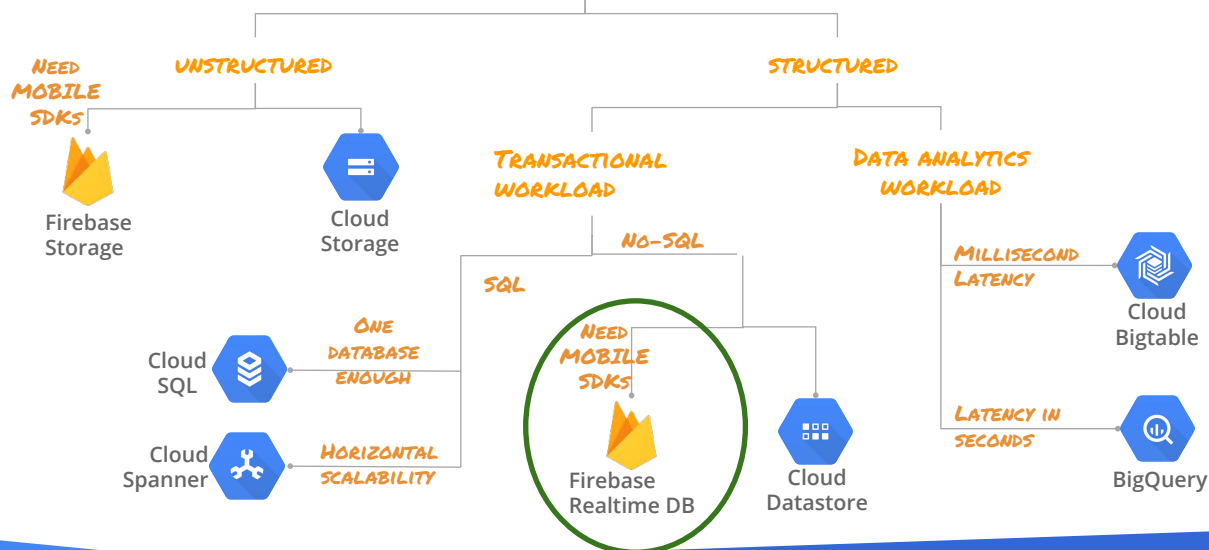 UNSTRUCTURED
STRUCTURED
NEED
MOBILE
SDKs
Firebase
Storage
Cloud
Storage
TRANSACTIONAL
WORKLOAD
DATA ANALYTICS
WORKLOAD
NO-SQL
SQL
MILLISECOND
LATENCY
Cloud
Bigtable
ONE
DATABASE
ENOUGH
Cloud
SQL
NEED
MOBILE
SDKs
Firebase
Realtime DB
Cloud
Datastore
LATENCY IN
SECONDS
BigQuery
HORIZONTAL
SCALABILITY
Cloud
Spanner